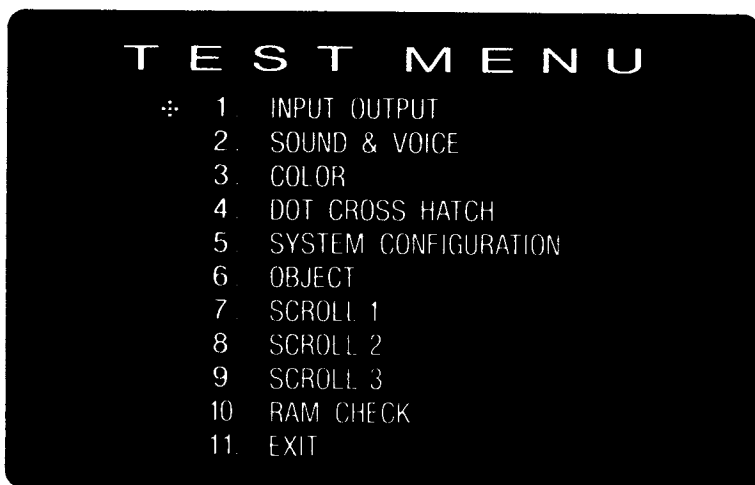 TEST MENU
1. INPUT OUTPUT
2. SOUND & VOICE
3. COLOR
4. DOT CROSS HATCH
5. SYSTEM CONFIGURATION
6. OBJECT
7. SCROLL 1
8 SCROLL 2
9 SCROLL 3
10 RAM CHECK
11. EXIT